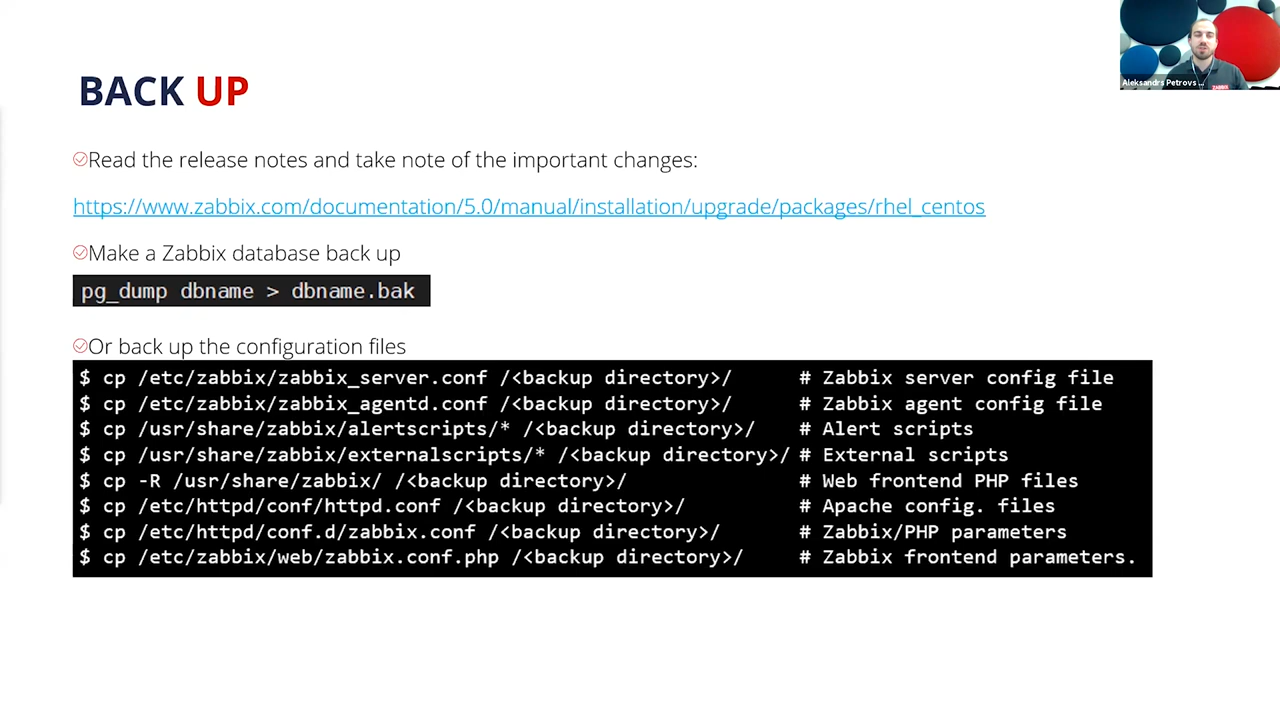 BACK UP
Read the release notes and take note of the important changes:
https://www.zabbix.com/documentation/5.0/manual/installation/upgrade/packages/rhel_centos
Make a Zabbix database back up
pg_dump dbname > dbname.bak
Or back up the configuration files
$ cp /etc/zabbix/zabbix_server.conf /<backup directory>/ # Zabbix server config file
$ cp /etc/zabbix/zabbix_agentd.conf /<backup directory>/ # Zabbix agent config file
$ cp /usr/share/zabbix/alertscripts/* /<backup directory>/ # Alert scripts
$ cp /usr/share/zabbix/externalscripts/* /<backup directory>/ # External scripts
$ cp -R /usr/share/zabbix/ /<backup directory>/ # Web frontend PHP files
$ cp /etc/httpd/conf/httpd.conf /<backup directory>/ # Apache config. files
$ cp /etc/httpd/conf.d/zabbix.conf /<backup directory>/ # Zabbix/PHP parameters
$ cp /etc/zabbix/web/zabbix.conf.php /<backup directory>/ # Zabbix frontend parameters.
Aleksandrs Petrovs ...
ZABBIX